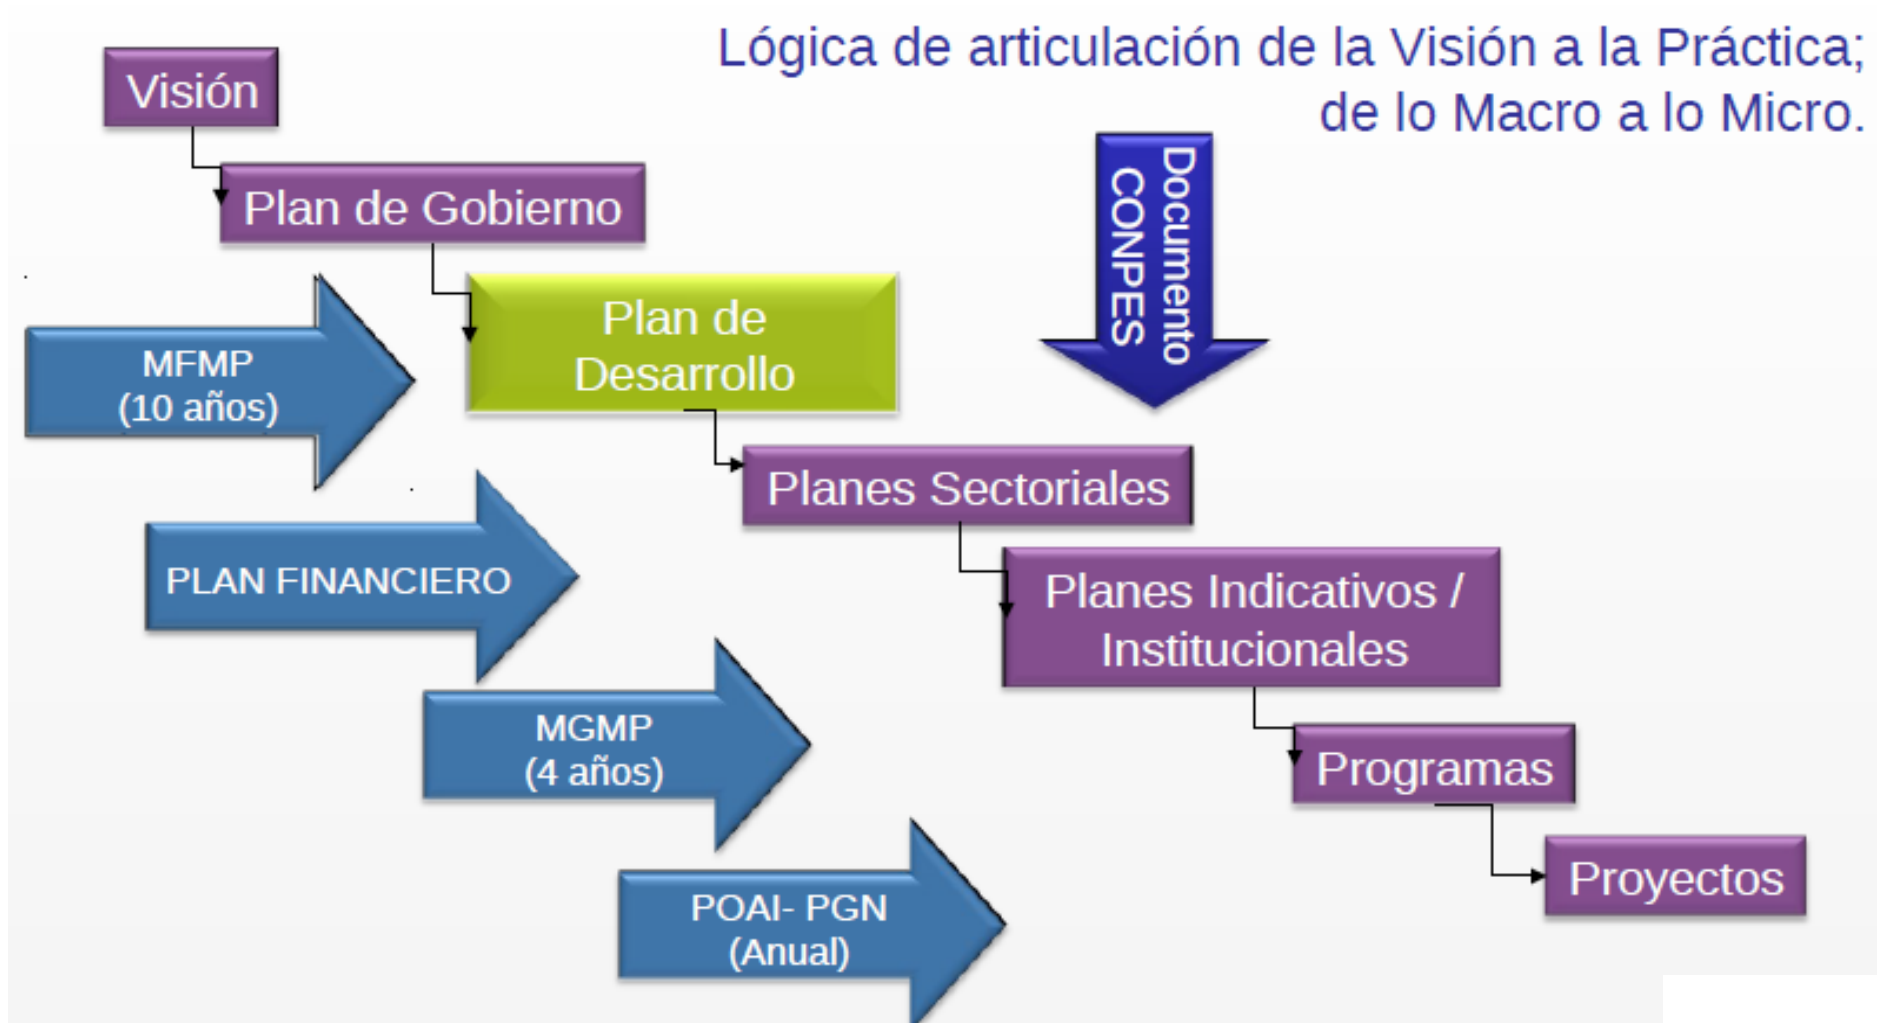 Lógica de articulación de la Visión a la Práctica;
de lo Macro a lo Micro.
Visión
Plan de Gobierno
Plan de
Desarrollo
Documento
CONPES
Planes Sectoriales
Planes Indicativos /
Institucionales
Programas
Proyectos
MFMP
(10 años)
PLAN FINANCIERO
MGMP
(4 años)
POAI- PGN
(Anual)